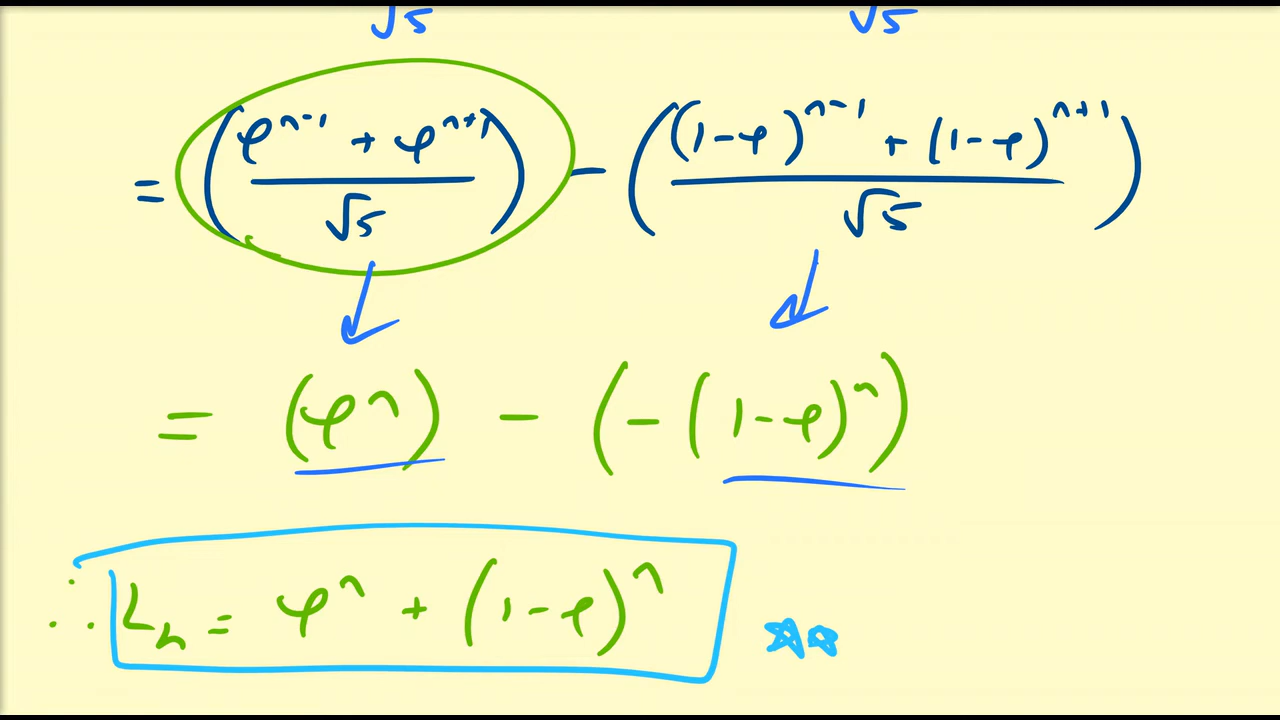 √5 √5
= ( (φ^{n-1} + φ^{n+1}) / √5 ) - ( ((1-φ)^{n-1} + (1-φ)^{n+1}) / √5 )
= (φ^n) - (-(1-φ)^n)
∴ L_n = φ^n + (1-φ)^n